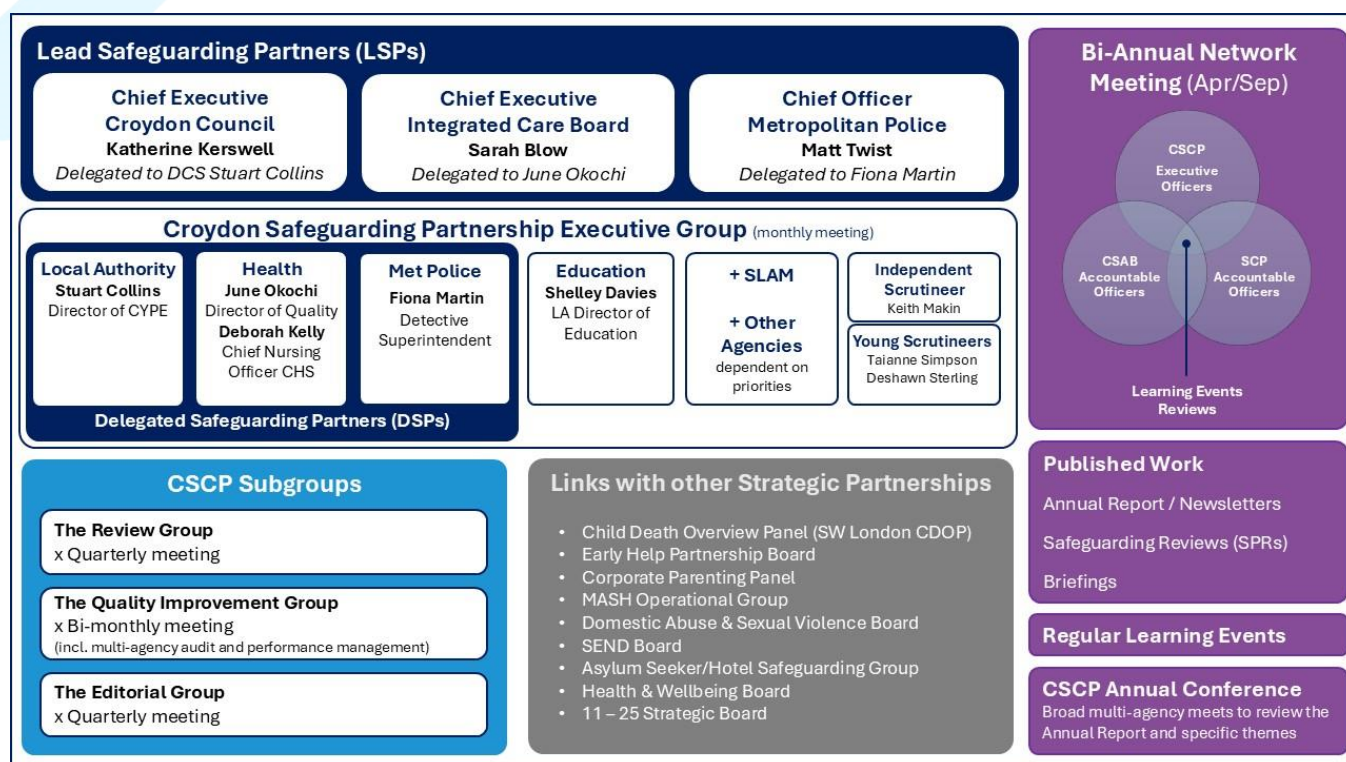 Lead Safeguarding Partners (LSPs)
Chief Executive
Croydon Council
Katherine Kerswell
Delegated to DCS Stuart Collins
Chief Executive
Integrated Care Board
Sarah Blow
Delegated to June Okochi
Chief Officer
Metropolitan Police
Matt Twist
Delegated to Fiona Martin
Croydon Safeguarding Partnership Executive Group (monthly meeting)
Local Authority
Stuart Collins
Director of CYPE
Health
June Okochi
Director of Quality
Deborah Kelly
Chief Nursing
Officer CHS
Met Police
Fiona Martin
Detective
Superintendent
Delegated Safeguarding Partners (DSPs)
Education
Shelley Davies
LA Director of
Education
+ SLAM
+ Other
Agencies
dependent on
priorities
Independent
Scrutineer
Keith Makin
Young Scrutineers
Taianne Simpson
Deshawn Sterling
CSCP Subgroups
The Review Group
x Quarterly meeting
The Quality Improvement Group
x Bi-monthly meeting
(incl. multi-agency audit and performance management)
The Editorial Group
x Quarterly meeting
Links with other Strategic Partnerships
• Child Death Overview Panel (SW London CDOP)
• Early Help Partnership Board
• Corporate Parenting Panel
• MASH Operational Group
• Domestic Abuse & Sexual Violence Board
• SEND Board
• Asylum Seeker/Hotel Safeguarding Group
• Health & Wellbeing Board
• 11 – 25 Strategic Board
Bi-Annual Network
Meeting (Apr/Sep)
CSCP
Executive
Officers
CSAB
Accountable
Officers
SCP
Accountable
Officers
Learning Events
Reviews
Published Work
Annual Report / Newsletters
Safeguarding Reviews (SPRs)
Briefings
Regular Learning Events
CSCP Annual Conference
Broad multi-agency meets to review the
Annual Report and specific themes